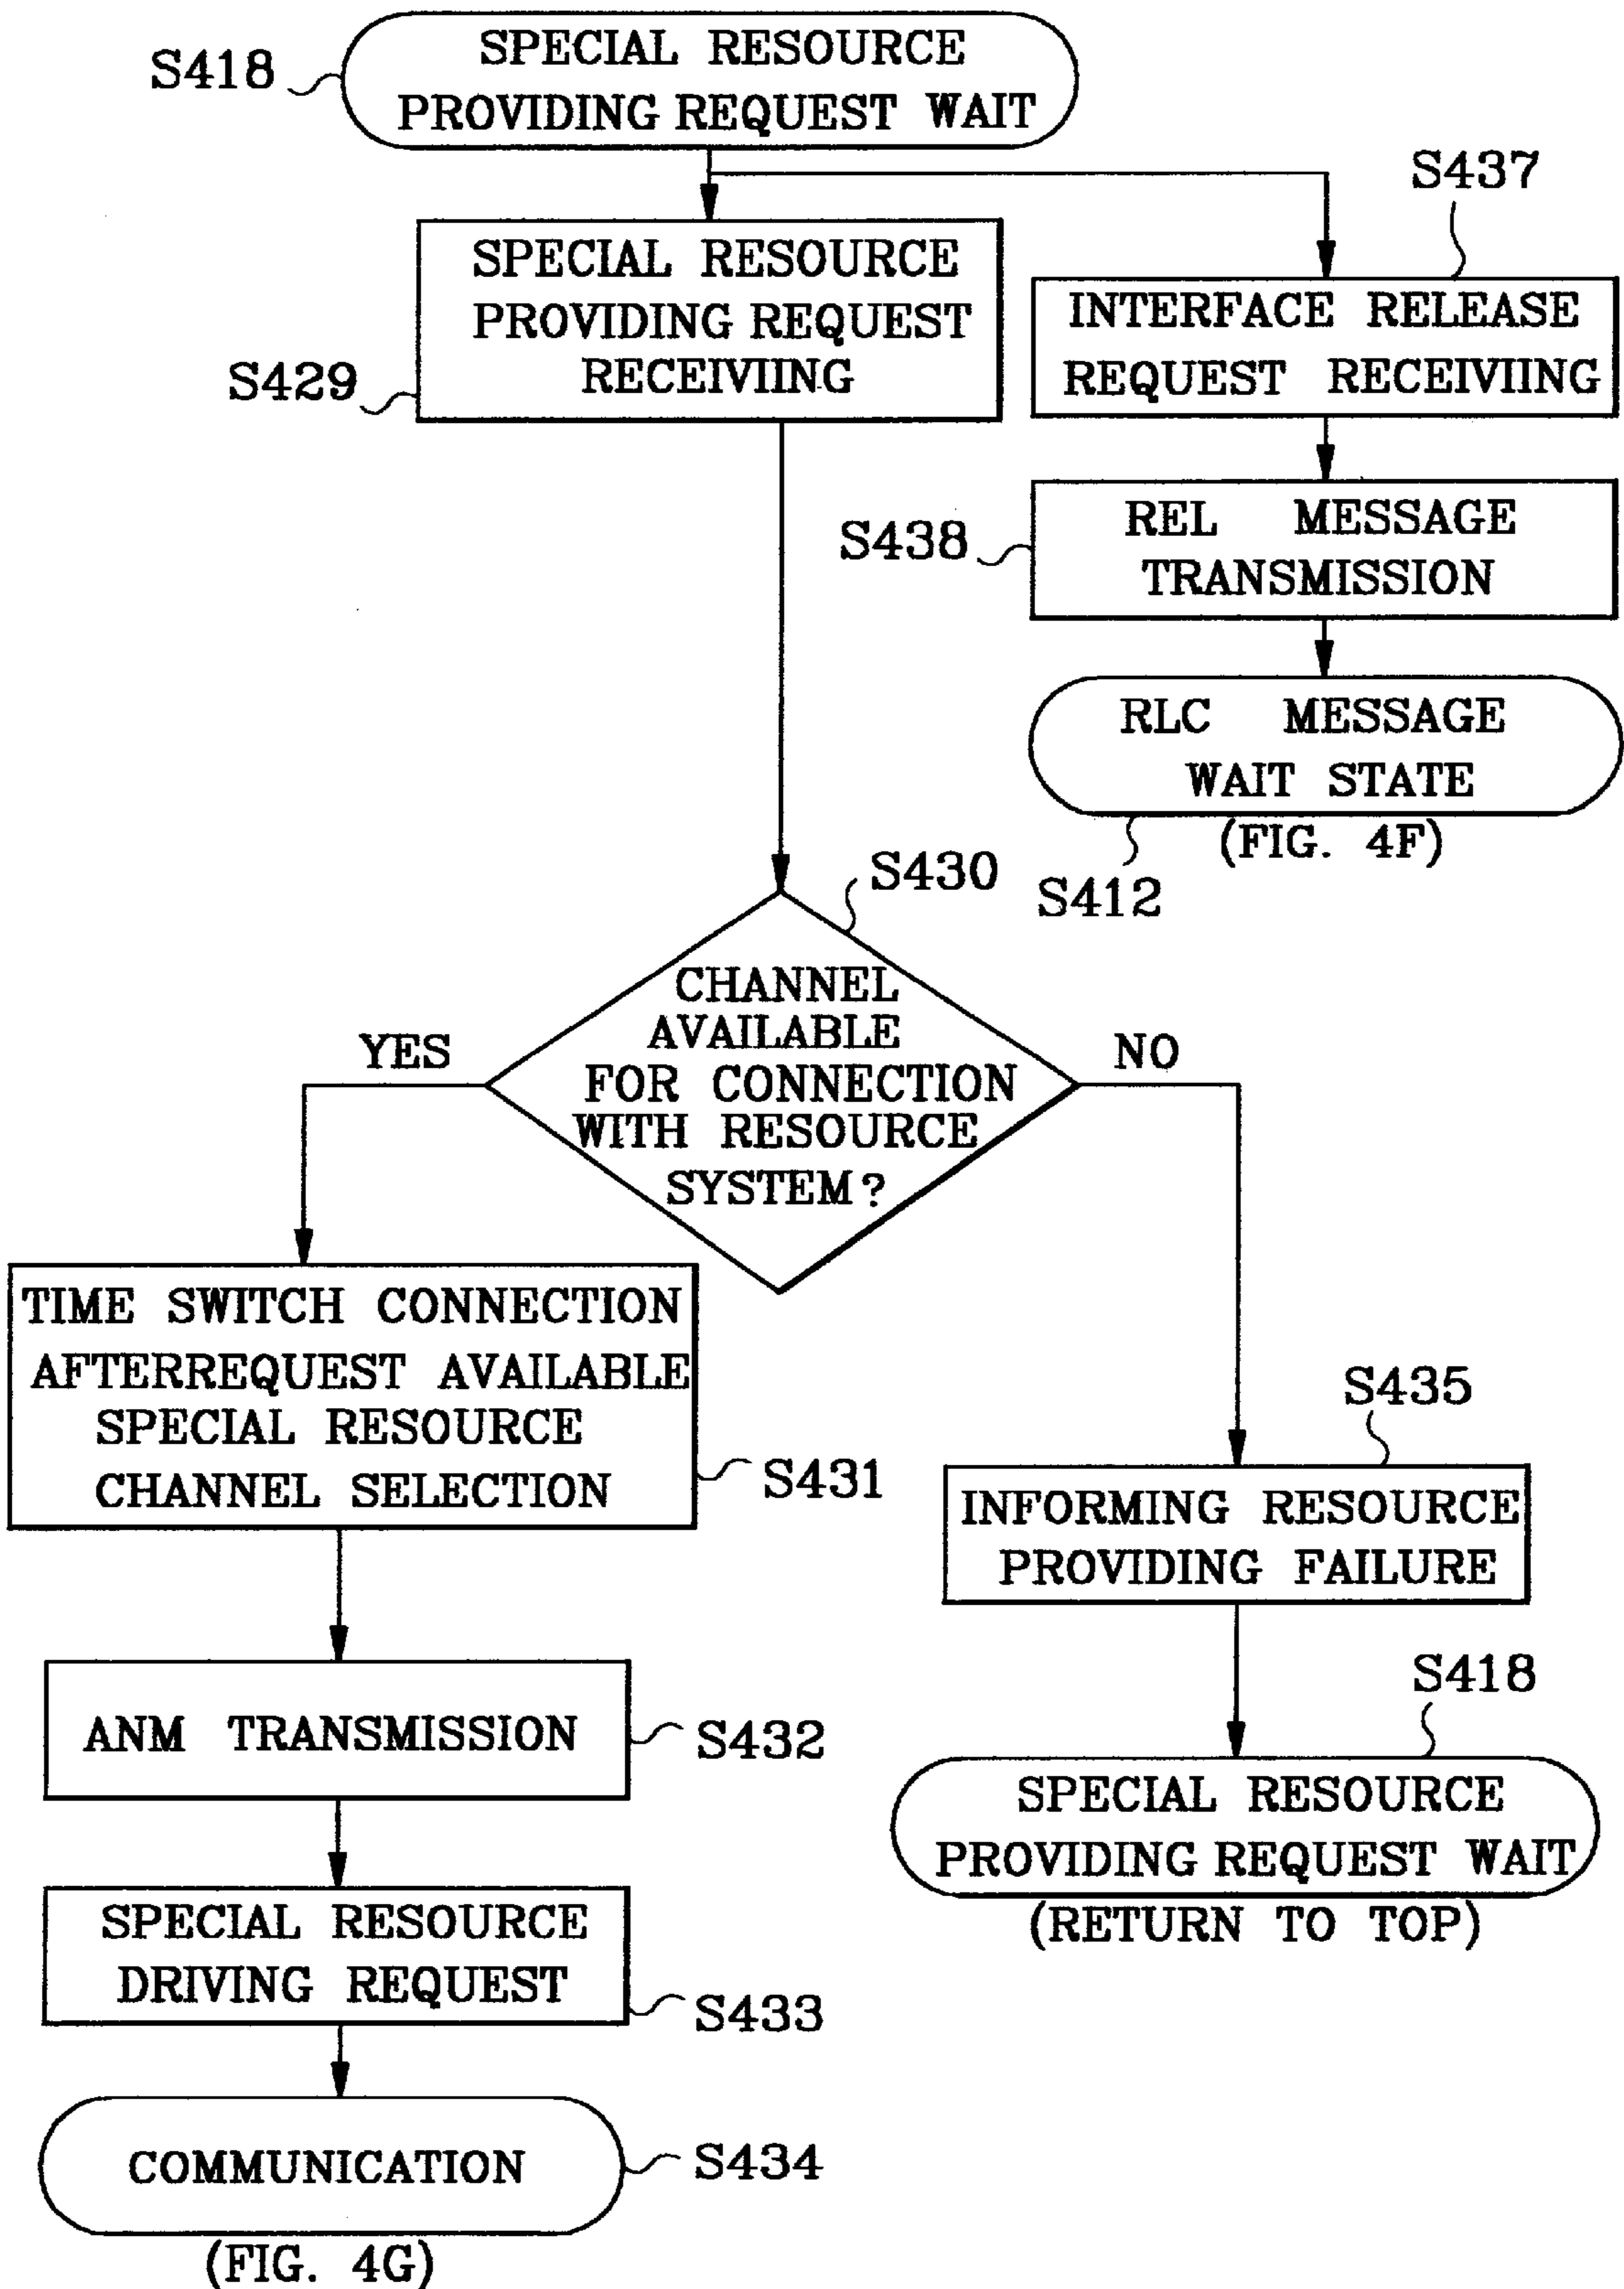 S418
SPECIAL RESOURCE
PROVIDING REQUEST WAIT
S437
SPECIAL RESOURCE
PROVIDING REQUEST
RECEIVIING
S429
INTERFACE RELEASE
REQUEST RECEIVIING
S438
REL MESSAGE
TRANSMISSION
RLC MESSAGE
WAIT STATE
(FIG. 4F)
S412
S430
CHANNEL
AVAILABLE
FOR CONNECTION
WITH RESOURCE
SYSTEM?
YES
NO
TIME SWITCH CONNECTION
AFTERREQUEST AVAILABLE
SPECIAL RESOURCE
CHANNEL SELECTION
S431
S435
INFORMING RESOURCE
PROVIDING FAILURE
ANM TRANSMISSION
S432
S418
SPECIAL RESOURCE
PROVIDING REQUEST WAIT
(RETURN TO TOP)
SPECIAL RESOURCE
DRIVING REQUEST
S433
COMMUNICATION
S434
(FIG. 4G)